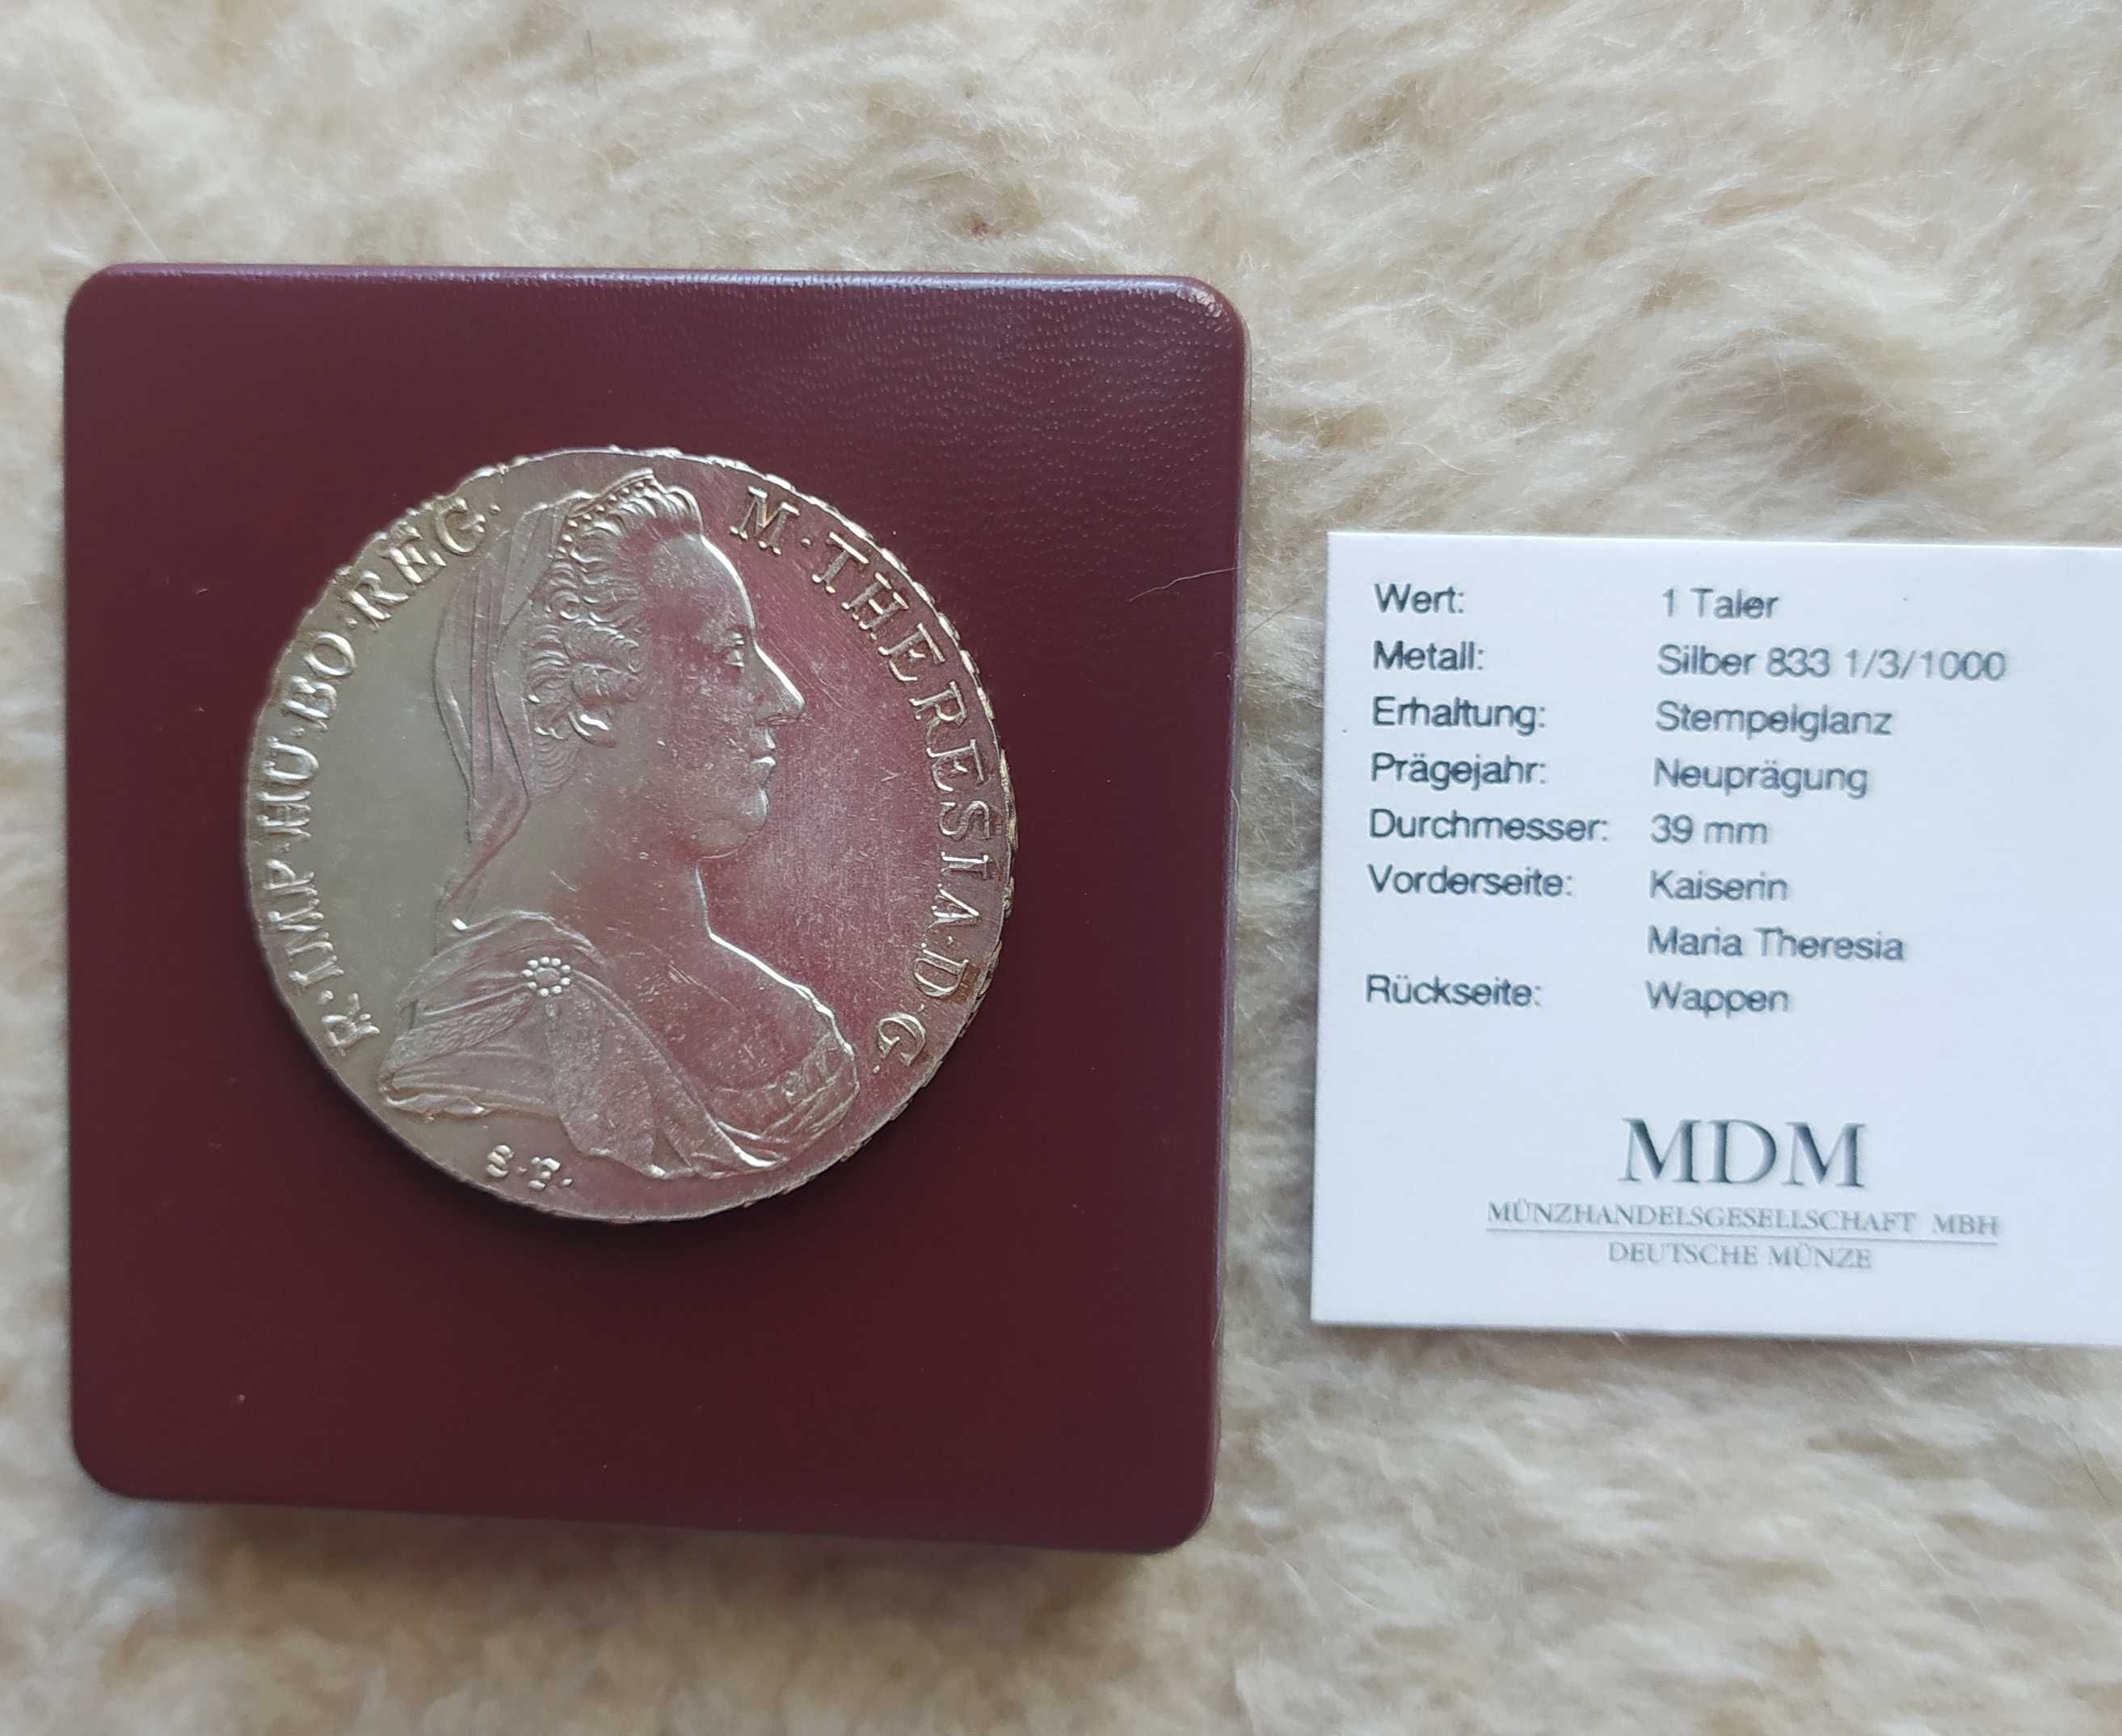 R·IMP·HU·BO·REG. M·THERESIA·D·G·
S·F·
Wert: 1 Taler
Metall: Silber 833 1/3/1000
Erhaltung: Stempelglanz
Prägejahr: Neuprägung
Durchmesser: 39 mm
Vorderseite: Kaiserin
Maria Theresia
Rückseite: Wappen
MDM
MÜNZHANDELSGESELLSCHAFT MBH
DEUTSCHE MÜNZE